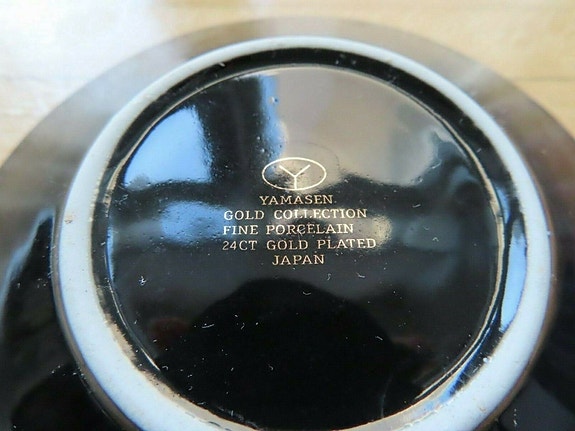 Y
YAMASEN
GOLD COLLECTION
FINE PORCELAIN
24CT GOLD PLATED
JAPAN